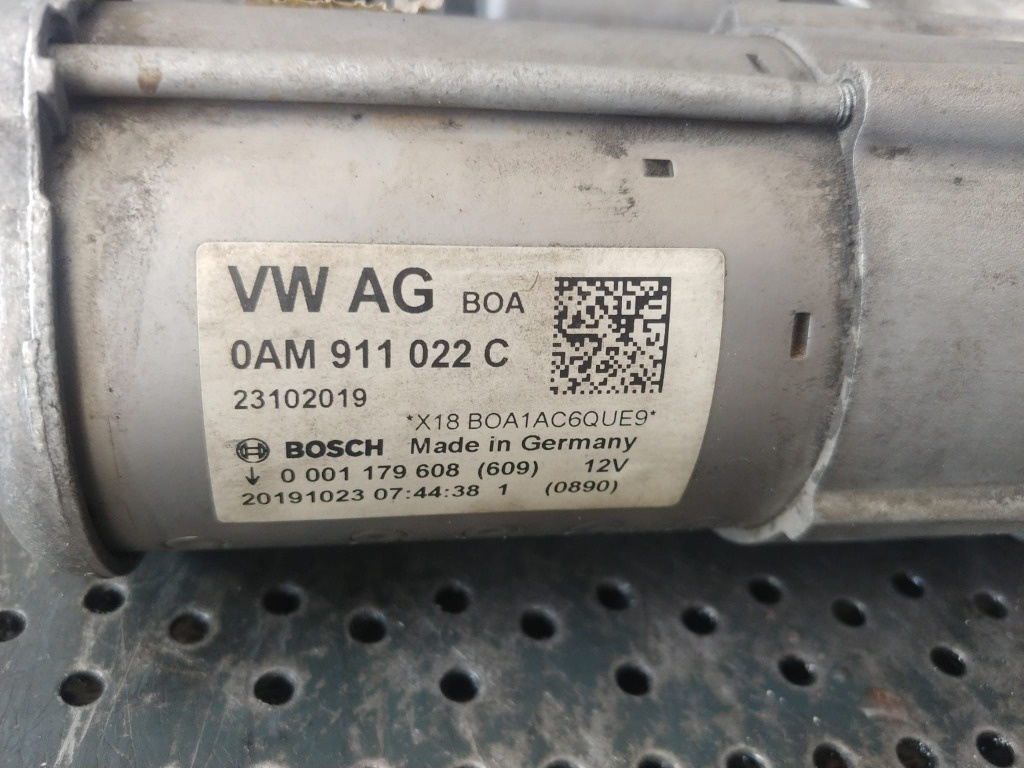 VW AG BOA
0AM 911 022 C
23102019
*X18 BOA1AC6QUE9*
BOSCH Made in Germany
↓ 0 001 179 608 (609) 12V
20191023 07:44:38 1 (0890)